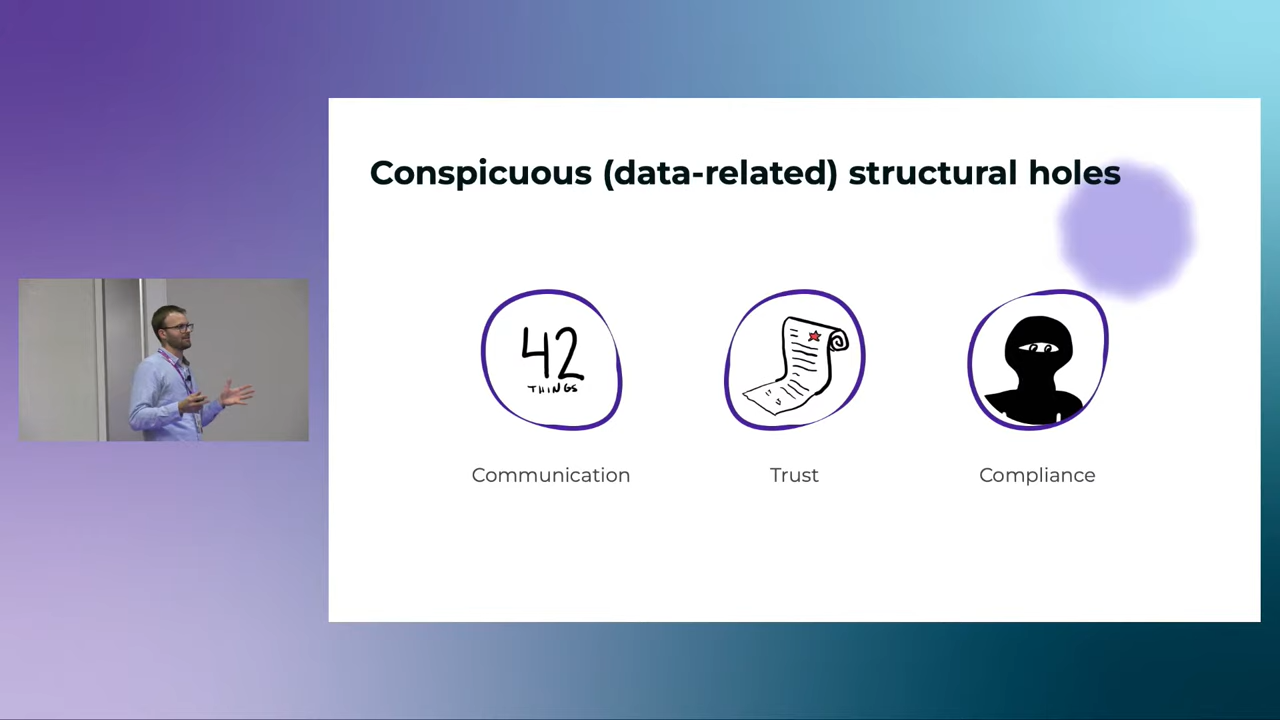 Conspicuous (data-related) structural holes
42
THINGS
Communication
Trust
Compliance